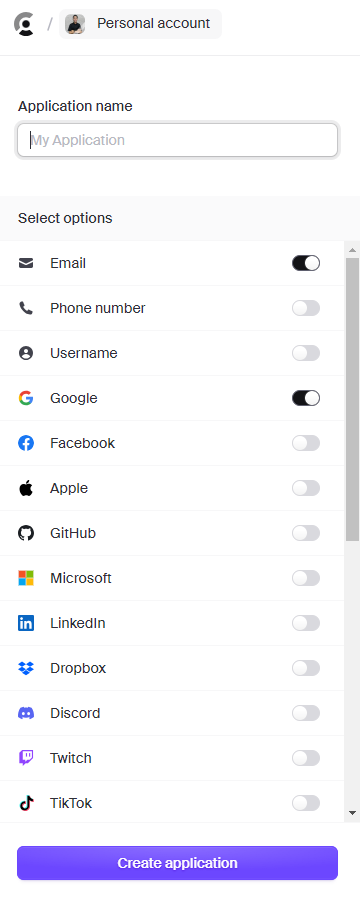 / Personal account
Application name
My Application
Select options
Email
Phone number
Username
Google
Facebook
Apple
GitHub
Microsoft
LinkedIn
Dropbox
Discord
Twitch
TikTok
Create application